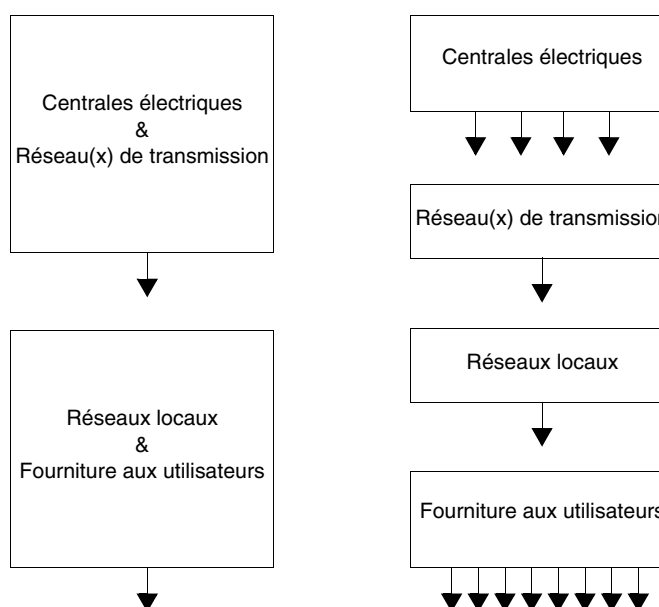 Centrales électriques
&
Réseau(x) de transmission
Réseaux locaux
&
Fourniture aux utilisateurs
Centrales électriques
Réseau(x) de transmission
Réseaux locaux
Fourniture aux utilisateurs